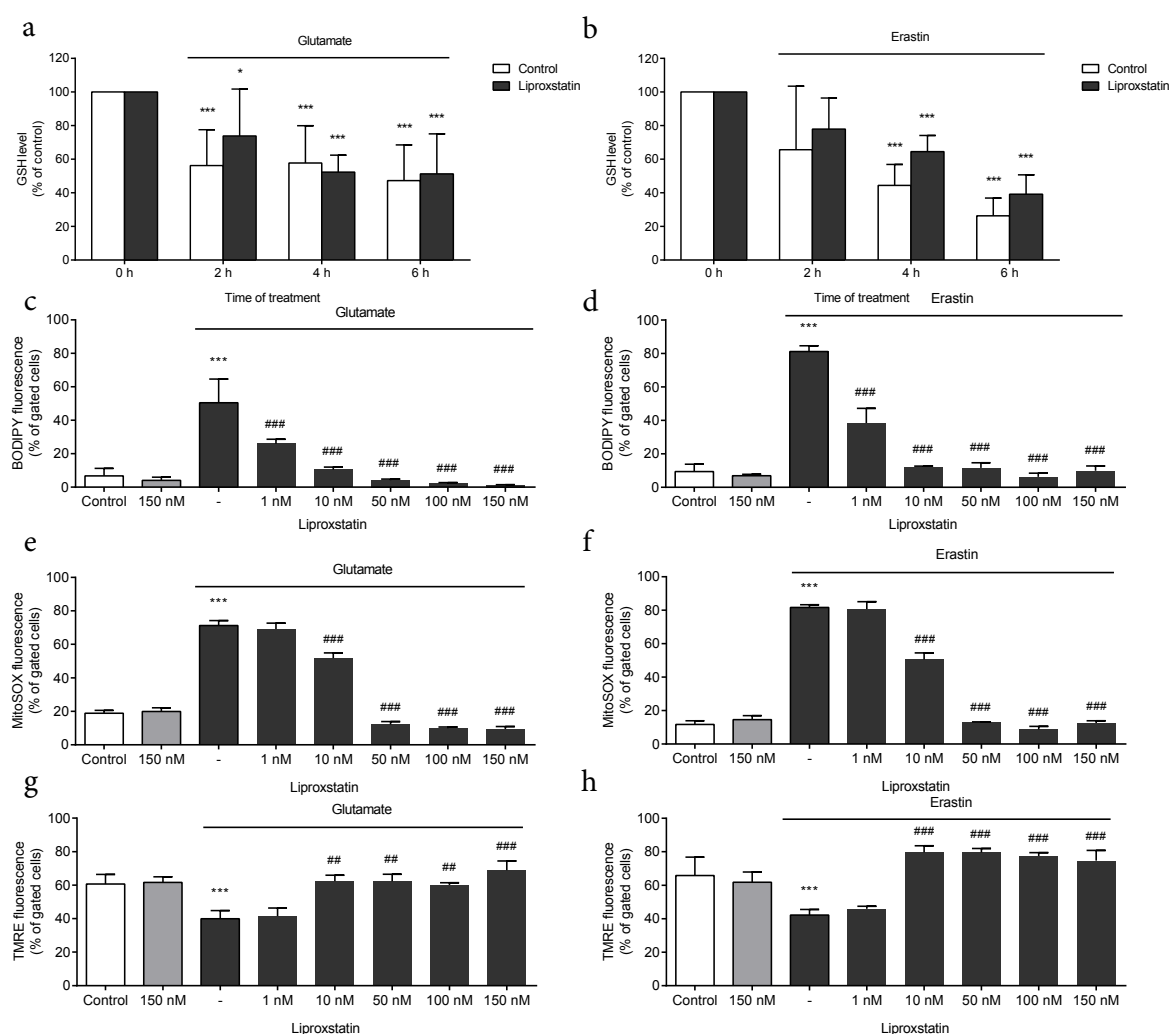 a
Glutamate
Control
Liproxstatin
GSH level
(% of control)
120
100
80
60
40
20
0
***
*
***
***
***
***
0 h
2 h
4 h
6 h
Time of treatment
b
Erastin
Control
Liproxstatin
GSH level
(% of control)
120
100
80
60
40
20
0
***
***
***
***
0 h
2 h
4 h
6 h
Time of treatment
c
Glutamate
BODIPY fluorescence
(% of gated cells)
100
80
60
40
20
0
***
###
###
###
###
###
Control
150 nM
-
1 nM
10 nM
50 nM
100 nM
150 nM
Liproxstatin
d
Erastin
BODIPY fluorescence
(% of gated cells)
100
80
60
40
20
0
***
###
###
###
###
###
Control
150 nM
-
1 nM
10 nM
50 nM
100 nM
150 nM
Liproxstatin
e
Glutamate
MitoSOX fluorescence
(% of gated cells)
100
80
60
40
20
0
***
###
###
###
###
Control
150 nM
-
1 nM
10 nM
50 nM
100 nM
150 nM
Liproxstatin
f
Erastin
MitoSOX fluorescence
(% of gated cells)
100
80
60
40
20
0
***
###
###
###
###
Control
150 nM
-
1 nM
10 nM
50 nM
100 nM
150 nM
Liproxstatin
g
Glutamate
TMRE fluorescence
(% of gated cells)
100
80
60
40
20
0
***
##
##
##
###
Control
150 nM
-
1 nM
10 nM
50 nM
100 nM
150 nM
Liproxstatin
h
Erastin
TMRE fluorescence
(% of gated cells)
100
80
60
40
20
0
***
###
###
###
###
Control
150 nM
-
1 nM
10 nM
50 nM
100 nM
150 nM
Liproxstatin